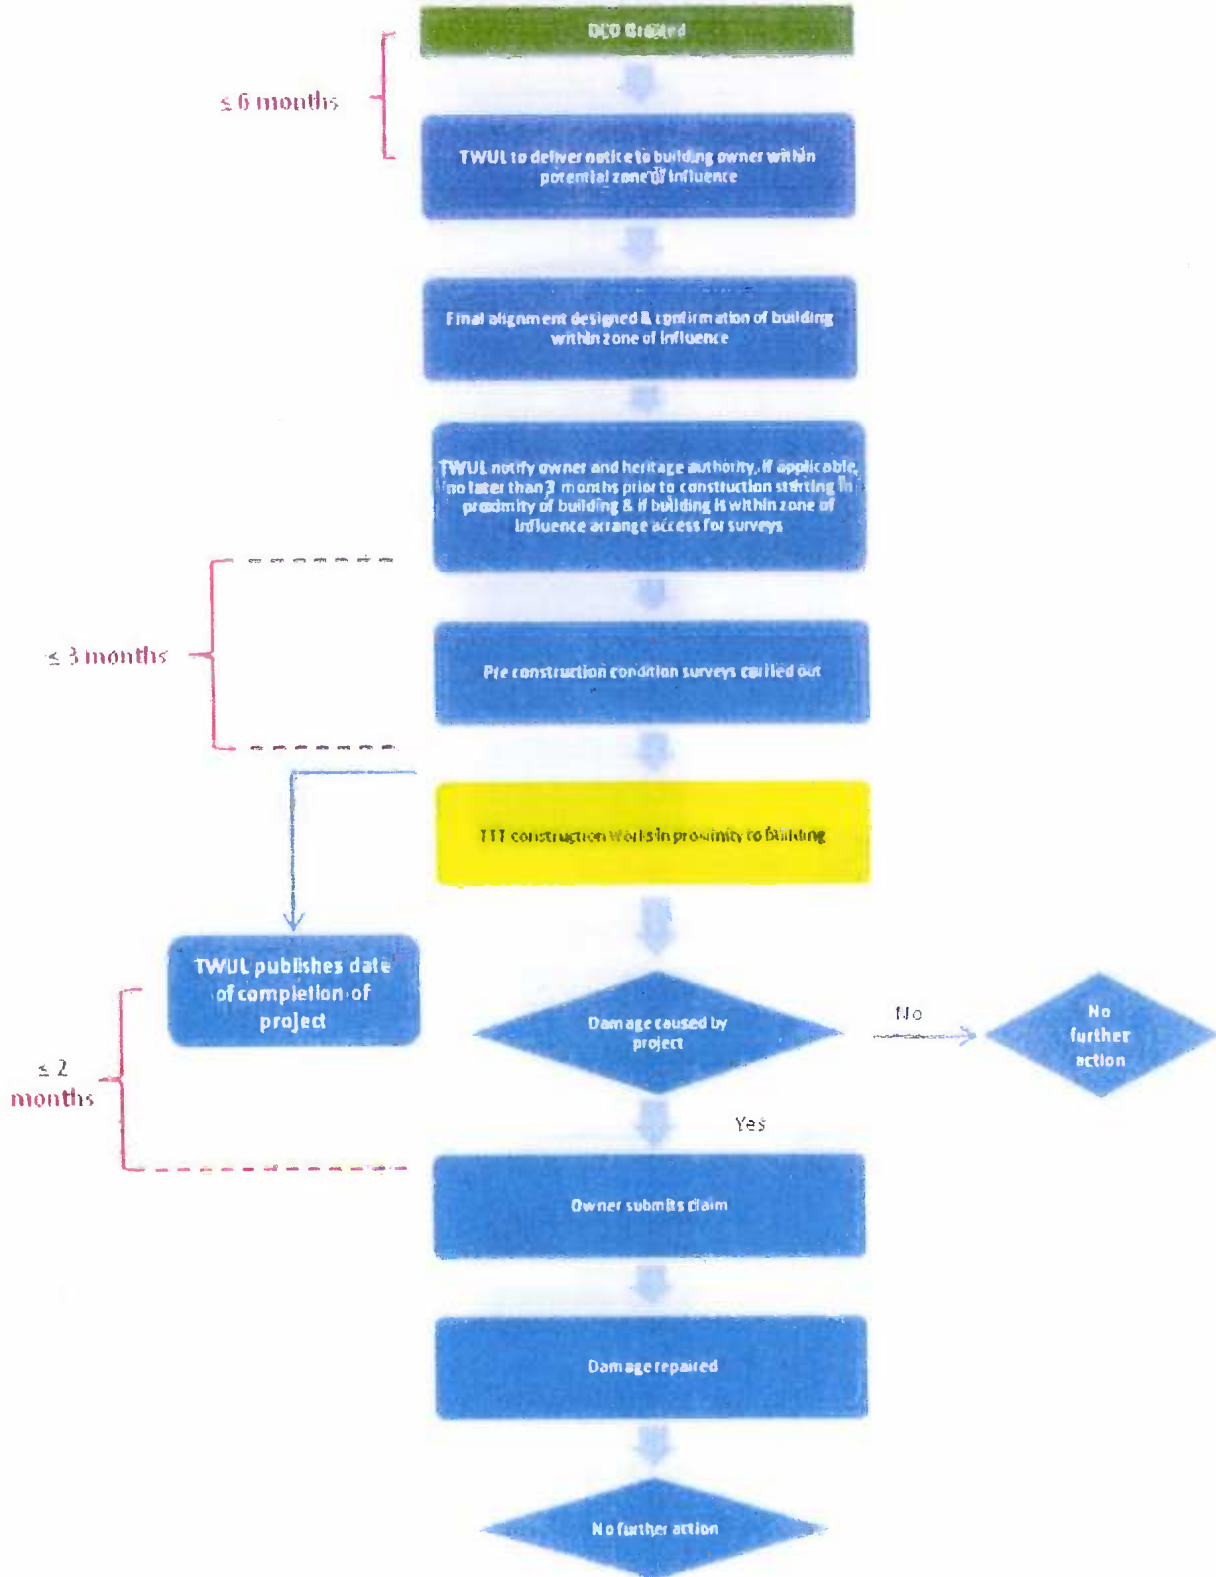 DCO Granted
≤ 6 months
TWUL to deliver notice to building owner within
potential zone of influence
Final alignment designed & confirmation of building
within zone of influence
TWUL notify owner and heritage authority, if applicable,
no later than 3 months prior to construction starting in
proximity of building & if building is within zone of
influence arrange access for surveys
≤ 3 months
Pre construction condition surveys carried out
TTT construction works in proximity to building
TWUL publishes date
of completion of
project
Damage caused by
project
No
No
further
action
≤ 2
months
Yes
Owner submits claim
Damage repaired
No further action